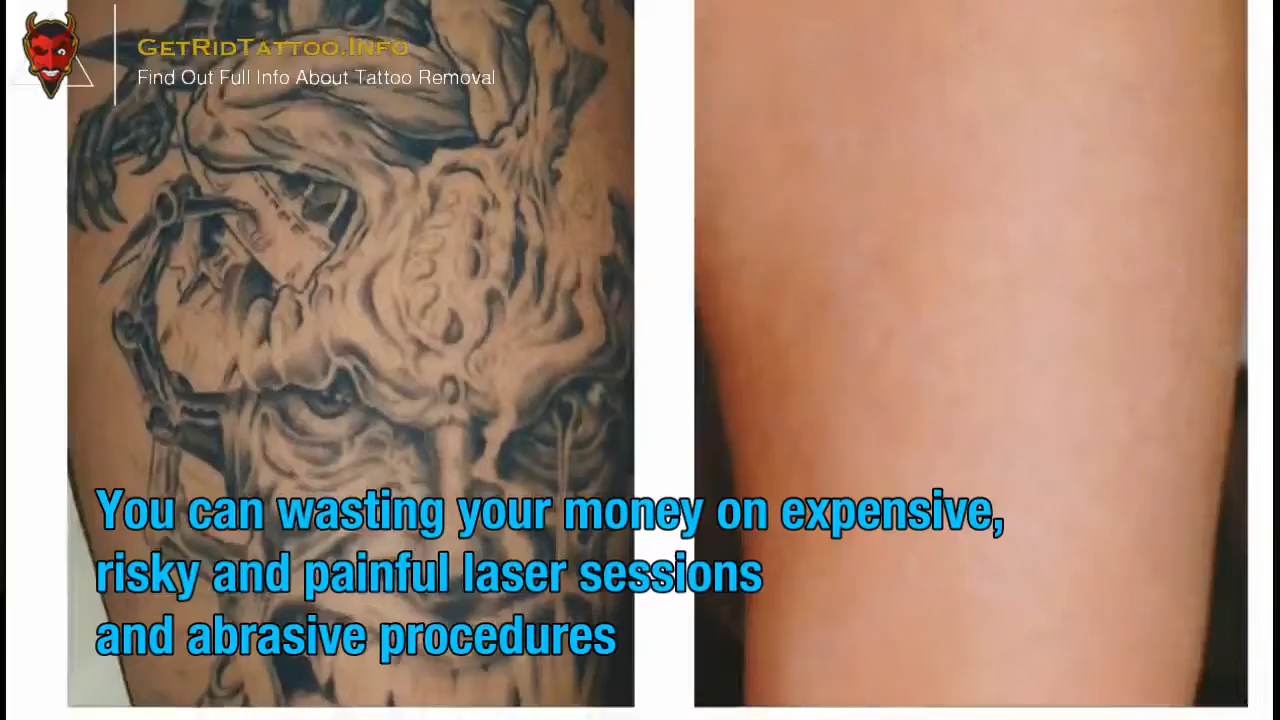 GetRidTattoo.Info
Find Out Full Info About Tattoo Removal
You can wasting your money on expensive,
risky and painful laser sessions
and abrasive procedures